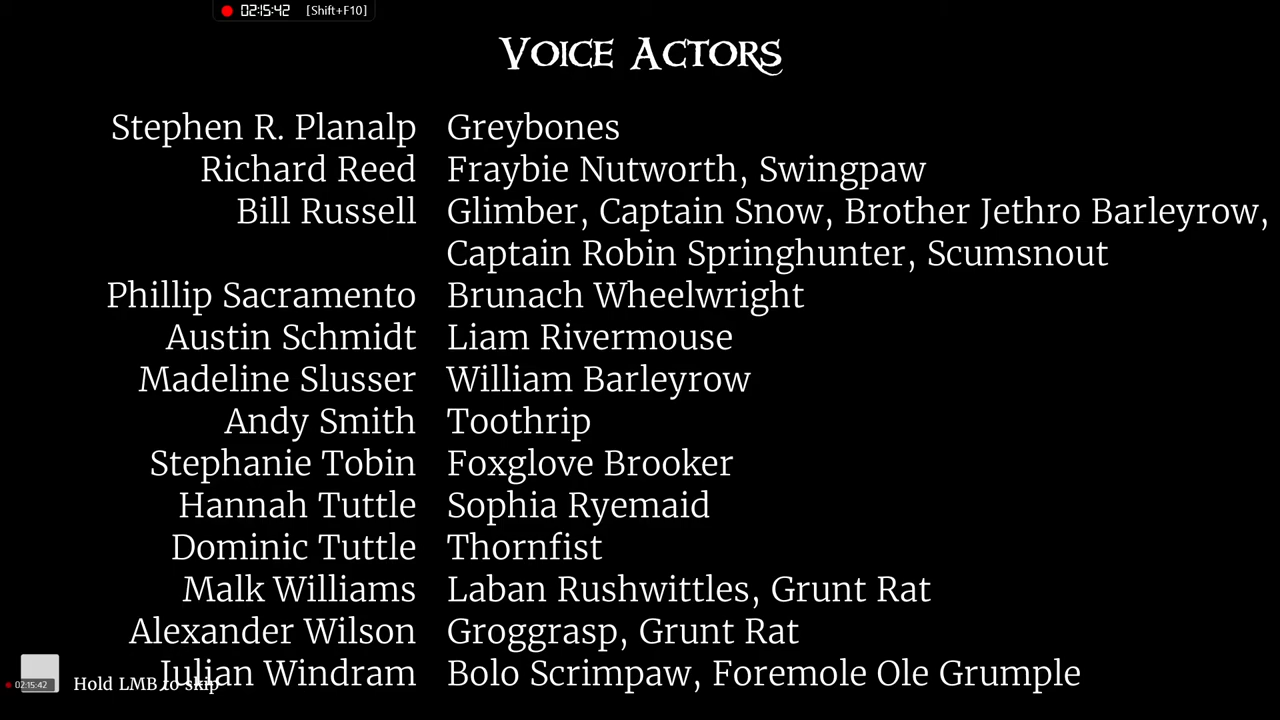 02:15:42 [Shift+F10]
Voice Actors
Stephen R. Planalp Greybones
Richard Reed Fraybie Nutworth, Swingpaw
Bill Russell Glimber, Captain Snow, Brother Jethro Barleyrow,
Captain Robin Springhunter, Scumsnout
Phillip Sacramento Brunach Wheelwright
Austin Schmidt Liam Rivermouse
Madeline Slusser William Barleyrow
Andy Smith Toothrip
Stephanie Tobin Foxglove Brooker
Hannah Tuttle Sophia Ryemaid
Dominic Tuttle Thornfist
Malk Williams Laban Rushwittles, Grunt Rat
Alexander Wilson Groggrasp, Grunt Rat
Julian Windram Bolo Scrimpaw, Foremole Ole Grumple
02:15:42 Hold LMB to skip